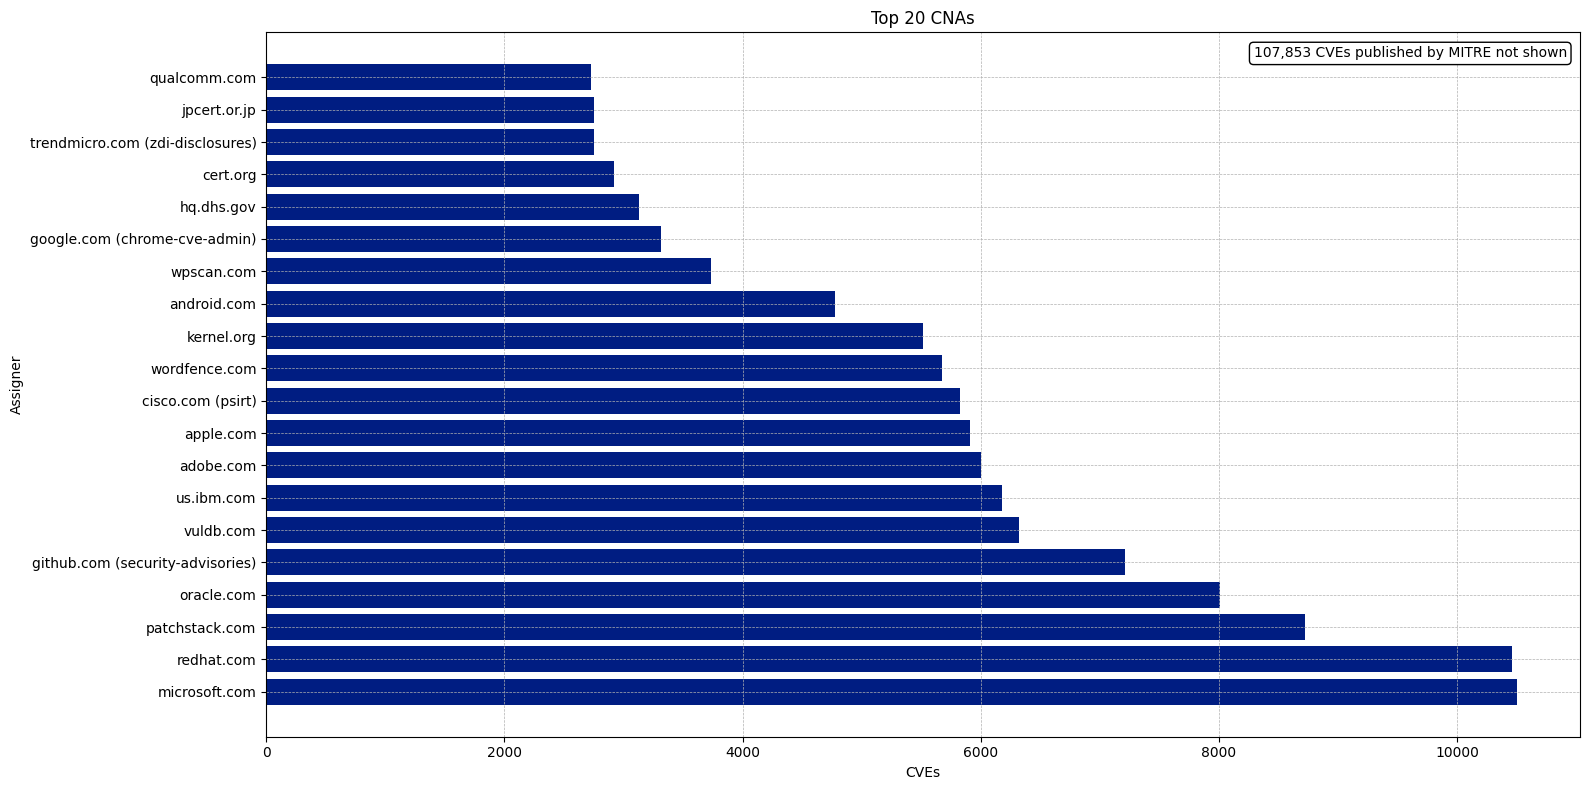 Top 20 CNAs
107,853 CVEs published by MITRE not shown
Assigner
qualcomm.com
jpcert.or.jp
trendmicro.com (zdi-disclosures)
cert.org
hq.dhs.gov
google.com (chrome-cve-admin)
wpscan.com
android.com
kernel.org
wordfence.com
cisco.com (psirt)
apple.com
adobe.com
us.ibm.com
vuldb.com
github.com (security-advisories)
oracle.com
patchstack.com
redhat.com
microsoft.com
0 2000 4000 6000 8000 10000
CVEs